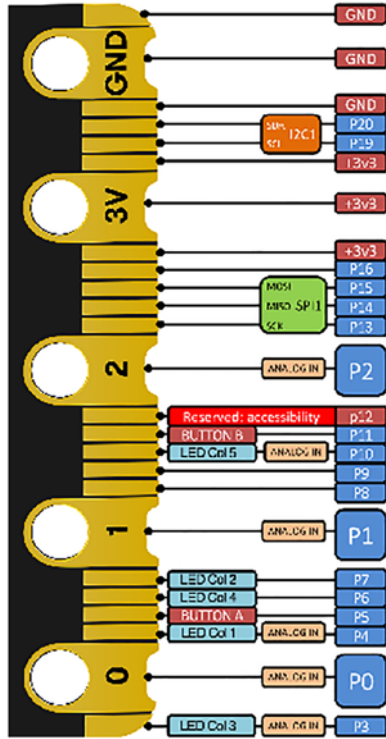 GND
GND
GND
GND
SDA I2C1 P20
SCL P19
+3v3
3V +3v3
+3v3
P16
MOSI P15
MISO SPI1 P14
SCK P13
2 ANALOG IN P2
Reserved: accessibility p12
BUTTON B P11
LED Col 5 ANALOG IN P10
P9
P8
1 ANALOG IN P1
LED Col 2 P7
LED Col 4 P6
BUTTON A P5
LED Col 1 ANALOG IN P4
0 ANALOG IN P0
LED Col 3 ANALOG IN P3